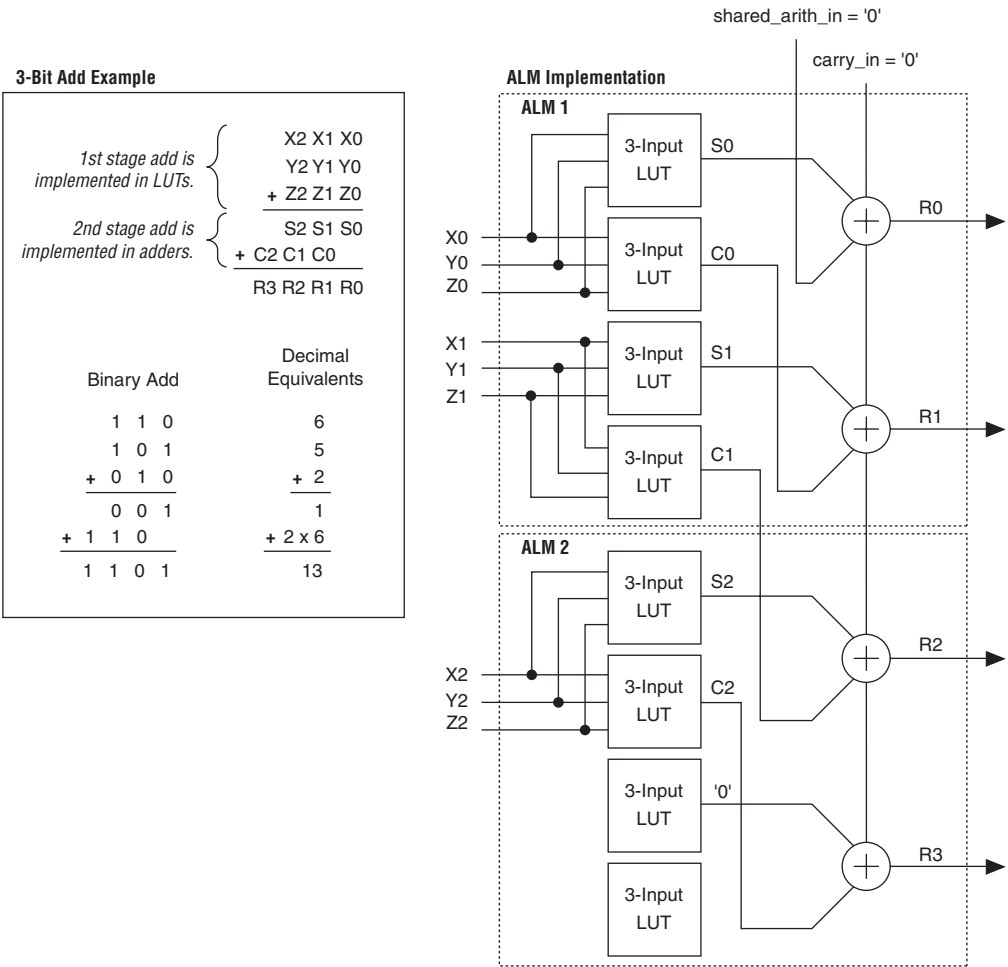 3-Bit Add Example
1st stage add is
implemented in LUTs.
X2 X1 X0
Y2 Y1 Y0
+ Z2 Z1 Z0
2nd stage add is
implemented in adders.
S2 S1 S0
+ C2 C1 C0
R3 R2 R1 R0
Binary Add
1 1 0
1 0 1
+ 0 1 0
0 0 1
+ 1 1 0
1 1 0 1
Decimal
Equivalents
6
5
+ 2
1
+ 2 x 6
13
shared_arith_in = '0'
carry_in = '0'
ALM Implementation
ALM 1
3-Input
LUT
S0
R0
X0
Y0
Z0
3-Input
LUT
C0
X1
Y1
Z1
3-Input
LUT
S1
R1
3-Input
LUT
C1
ALM 2
3-Input
LUT
S2
R2
X2
Y2
Z2
3-Input
LUT
C2
3-Input
LUT
'0'
R3
3-Input
LUT